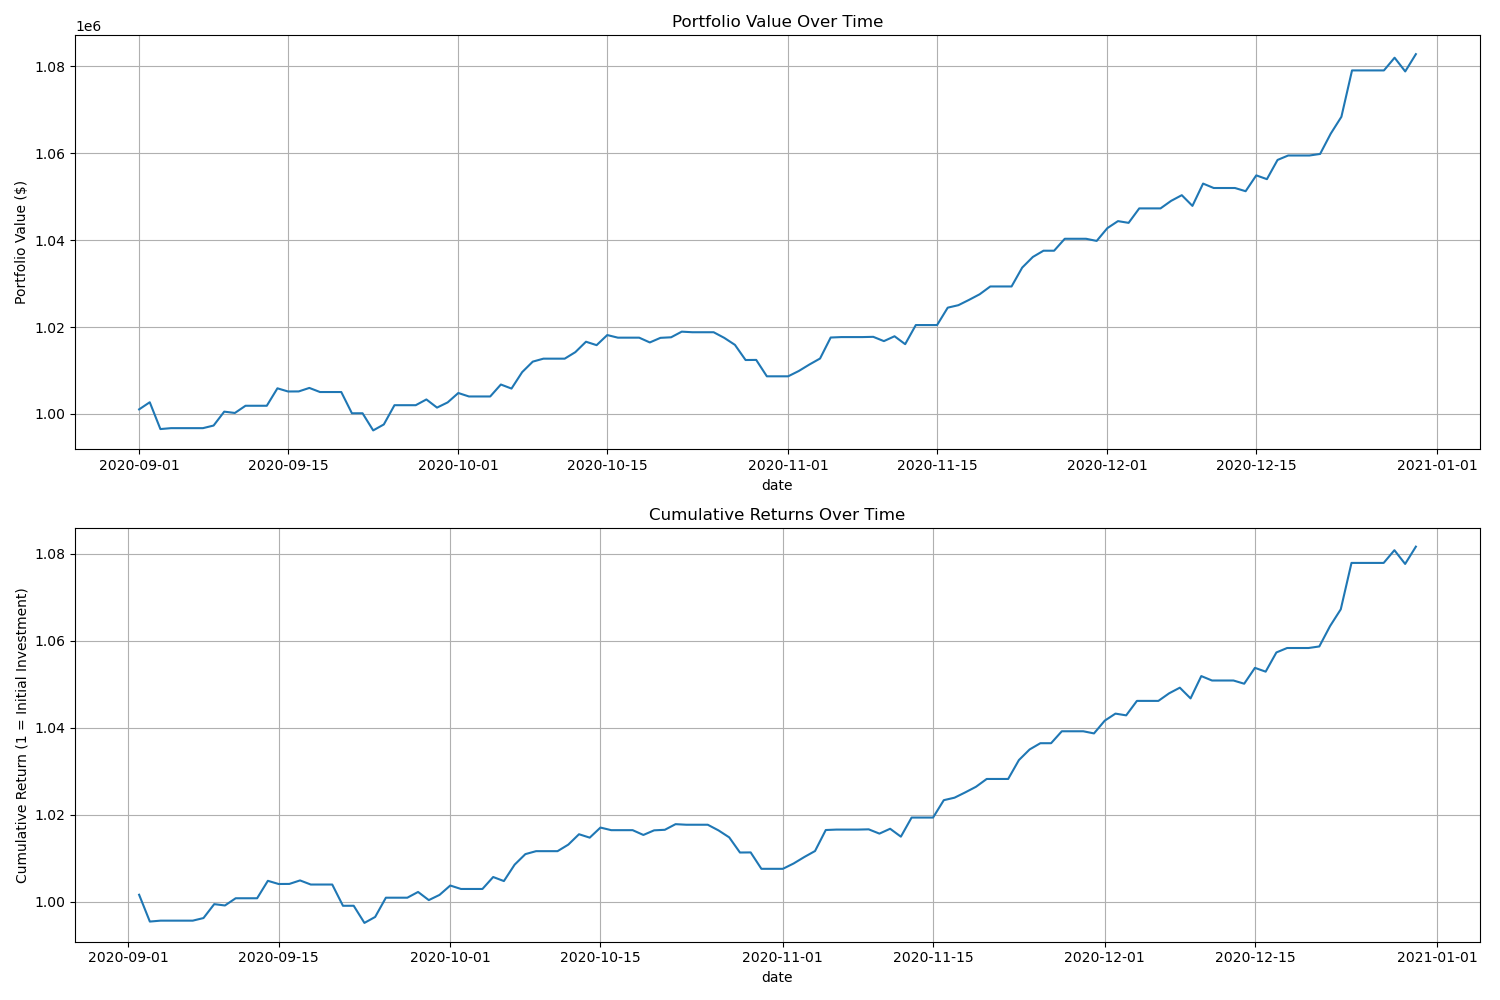 Portfolio Value Over Time
1e6
1.08
1.06
1.04
1.02
1.00
Portfolio Value ($)
2020-09-01 2020-09-15 2020-10-01 2020-10-15 2020-11-01 2020-11-15 2020-12-01 2020-12-15 2021-01-01
date
Cumulative Returns Over Time
1.08
1.06
1.04
1.02
1.00
Cumulative Return (1 = Initial Investment)
2020-09-01 2020-09-15 2020-10-01 2020-10-15 2020-11-01 2020-11-15 2020-12-01 2020-12-15 2021-01-01
date